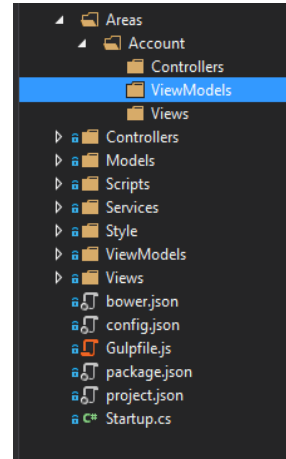 Areas
Account
Controllers
ViewModels
Views
Controllers
Models
Scripts
Services
Style
ViewModels
Views
bower.json
config.json
Gulpfile.js
package.json
project.json
C# Startup.cs